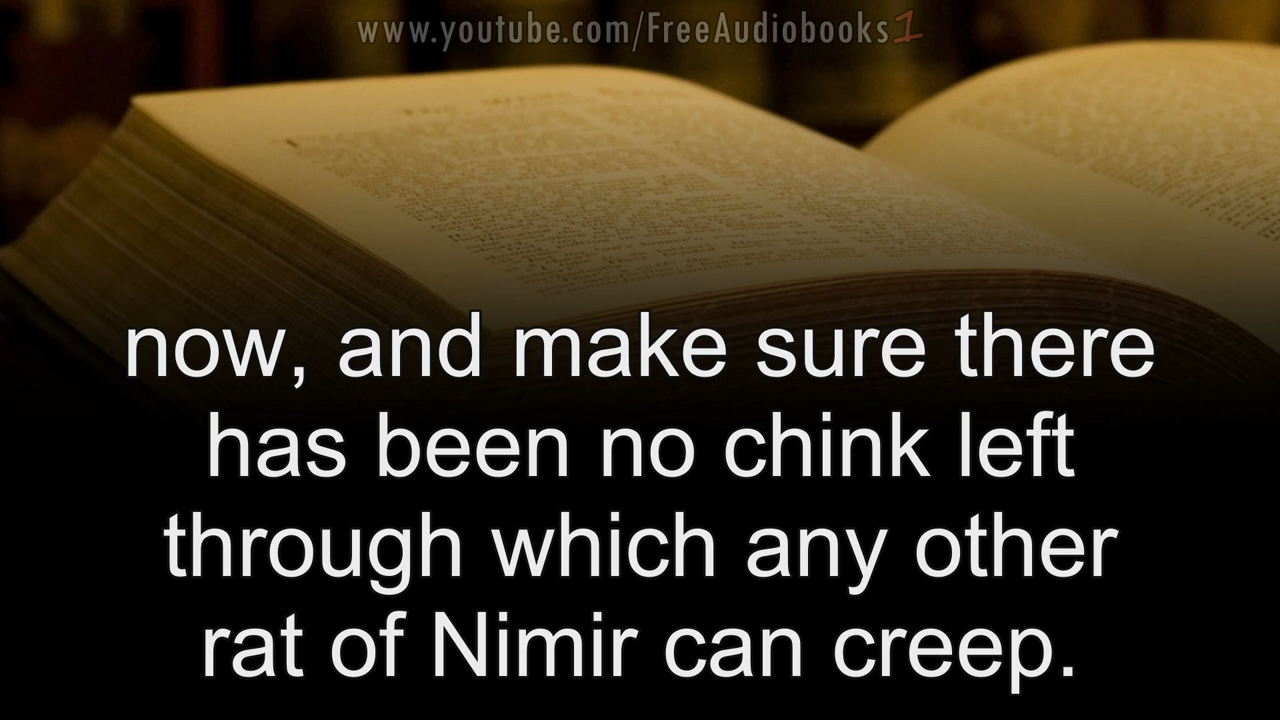 www.youtube.com/FreeAudiobooks1
now, and make sure there
has been no chink left
through which any other
rat of Nimir can creep.